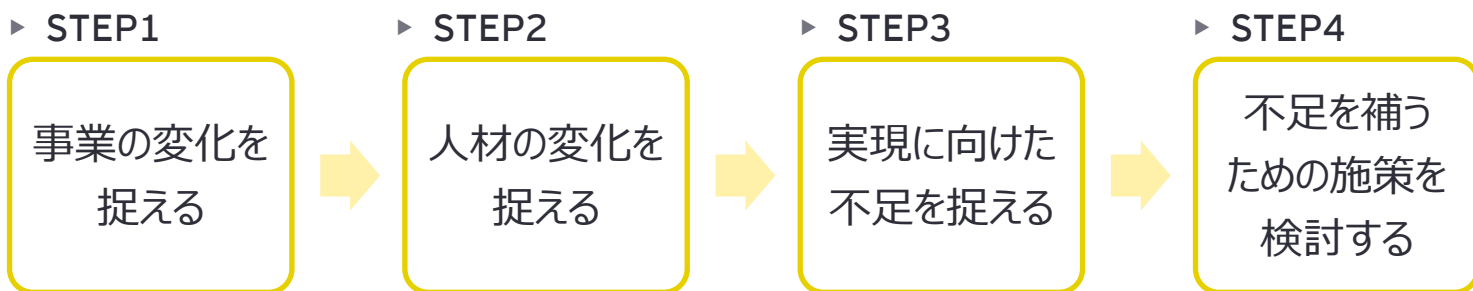 ▶ STEP1
事業の変化を
捉える
▶ STEP2
人材の変化を
捉える
▶ STEP3
実現に向けた
不足を捉える
▶ STEP4
不足を補う
ための施策を
検討する